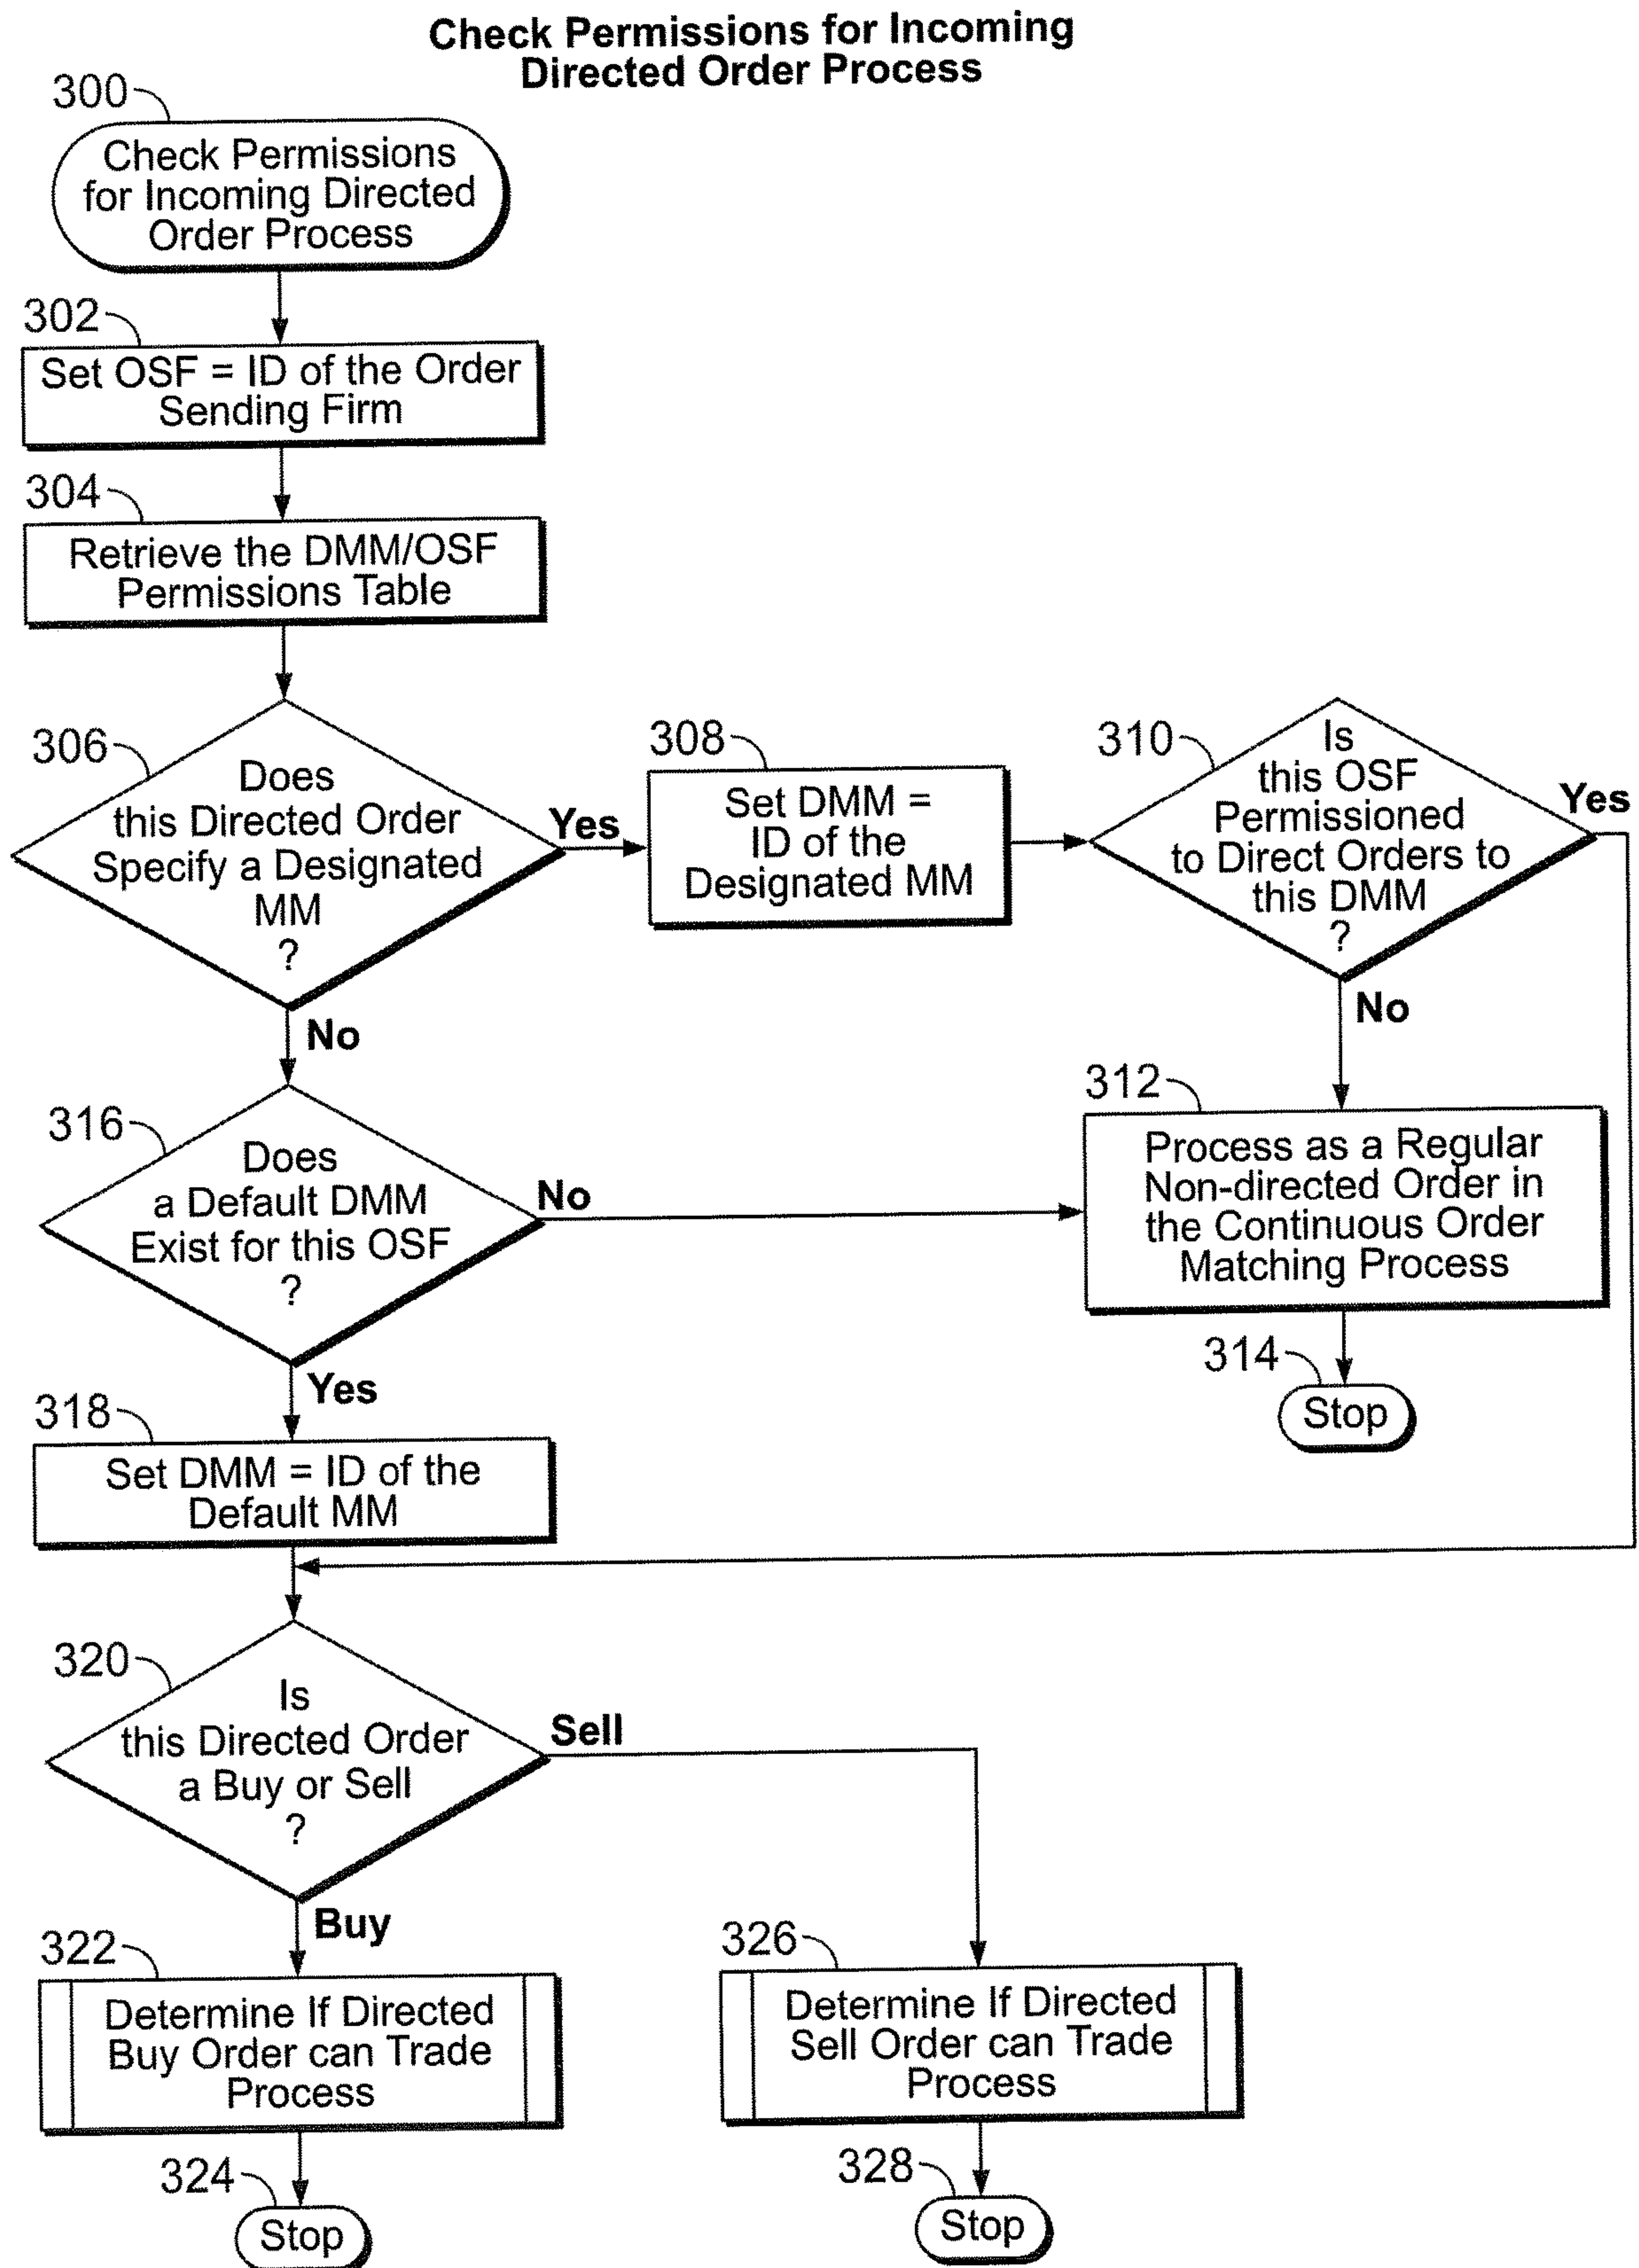 Check Permissions for Incoming
Directed Order Process
300
Check Permissions
for Incoming Directed
Order Process
302
Set OSF = ID of the Order
Sending Firm
304
Retrieve the DMM/OSF
Permissions Table
306
Does
this Directed Order
Specify a Designated
MM
?
Yes
308
Set DMM =
ID of the
Designated MM
310
Is
this OSF
Permissioned
to Direct Orders to
this DMM
?
Yes
No
No
312
Process as a Regular
Non-directed Order in
the Continuous Order
Matching Process
314
Stop
316
Does
a Default DMM
Exist for this OSF
?
No
Yes
318
Set DMM = ID of the
Default MM
320
Is
this Directed Order
a Buy or Sell
?
Sell
Buy
322
Determine If Directed
Buy Order can Trade
Process
324
Stop
326
Determine If Directed
Sell Order can Trade
Process
328
Stop